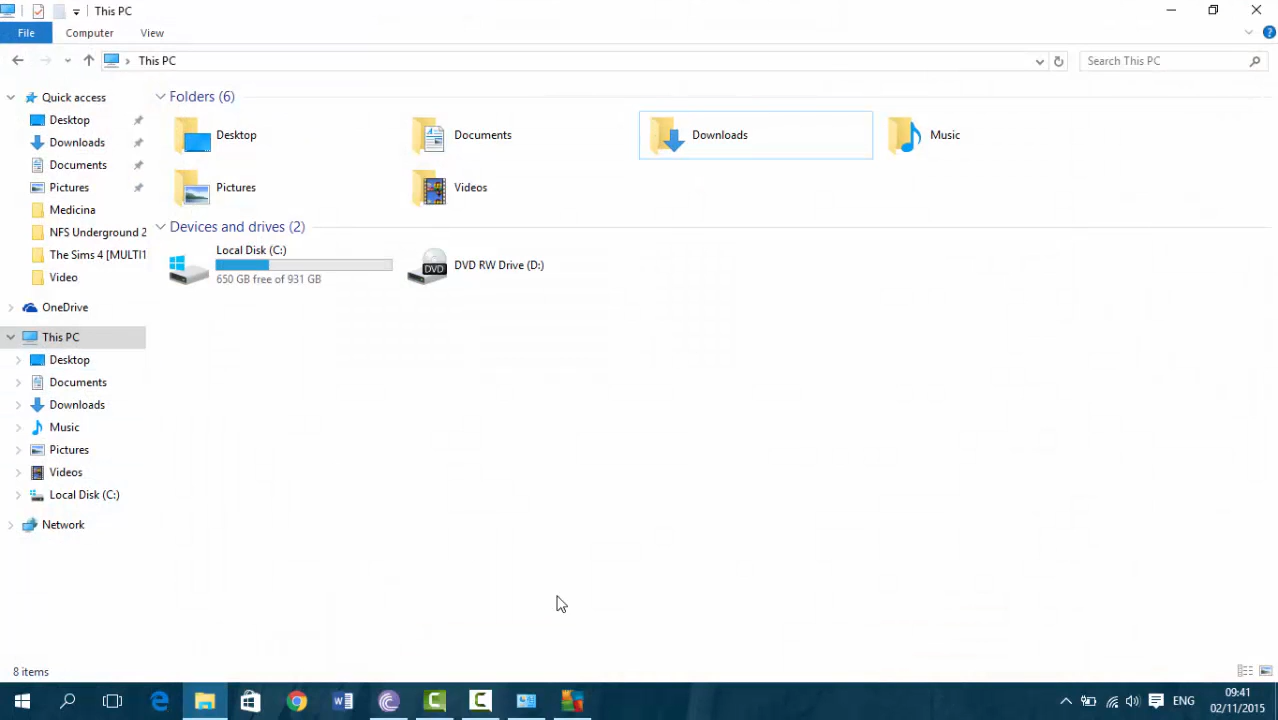 This PC
File
Computer
View
This PC
Search This PC
Quick access
Desktop
Downloads
Documents
Pictures
Medicina
NFS Underground 2
The Sims 4 [MULTI1
Video
OneDrive
This PC
Desktop
Documents
Downloads
Music
Pictures
Videos
Local Disk (C:)
Network
Folders (6)
Desktop
Documents
Downloads
Music
Pictures
Videos
Devices and drives (2)
Local Disk (C:)
650 GB free of 931 GB
DVD
DVD RW Drive (D:)
8 items
ENG
09:41
02/11/2015